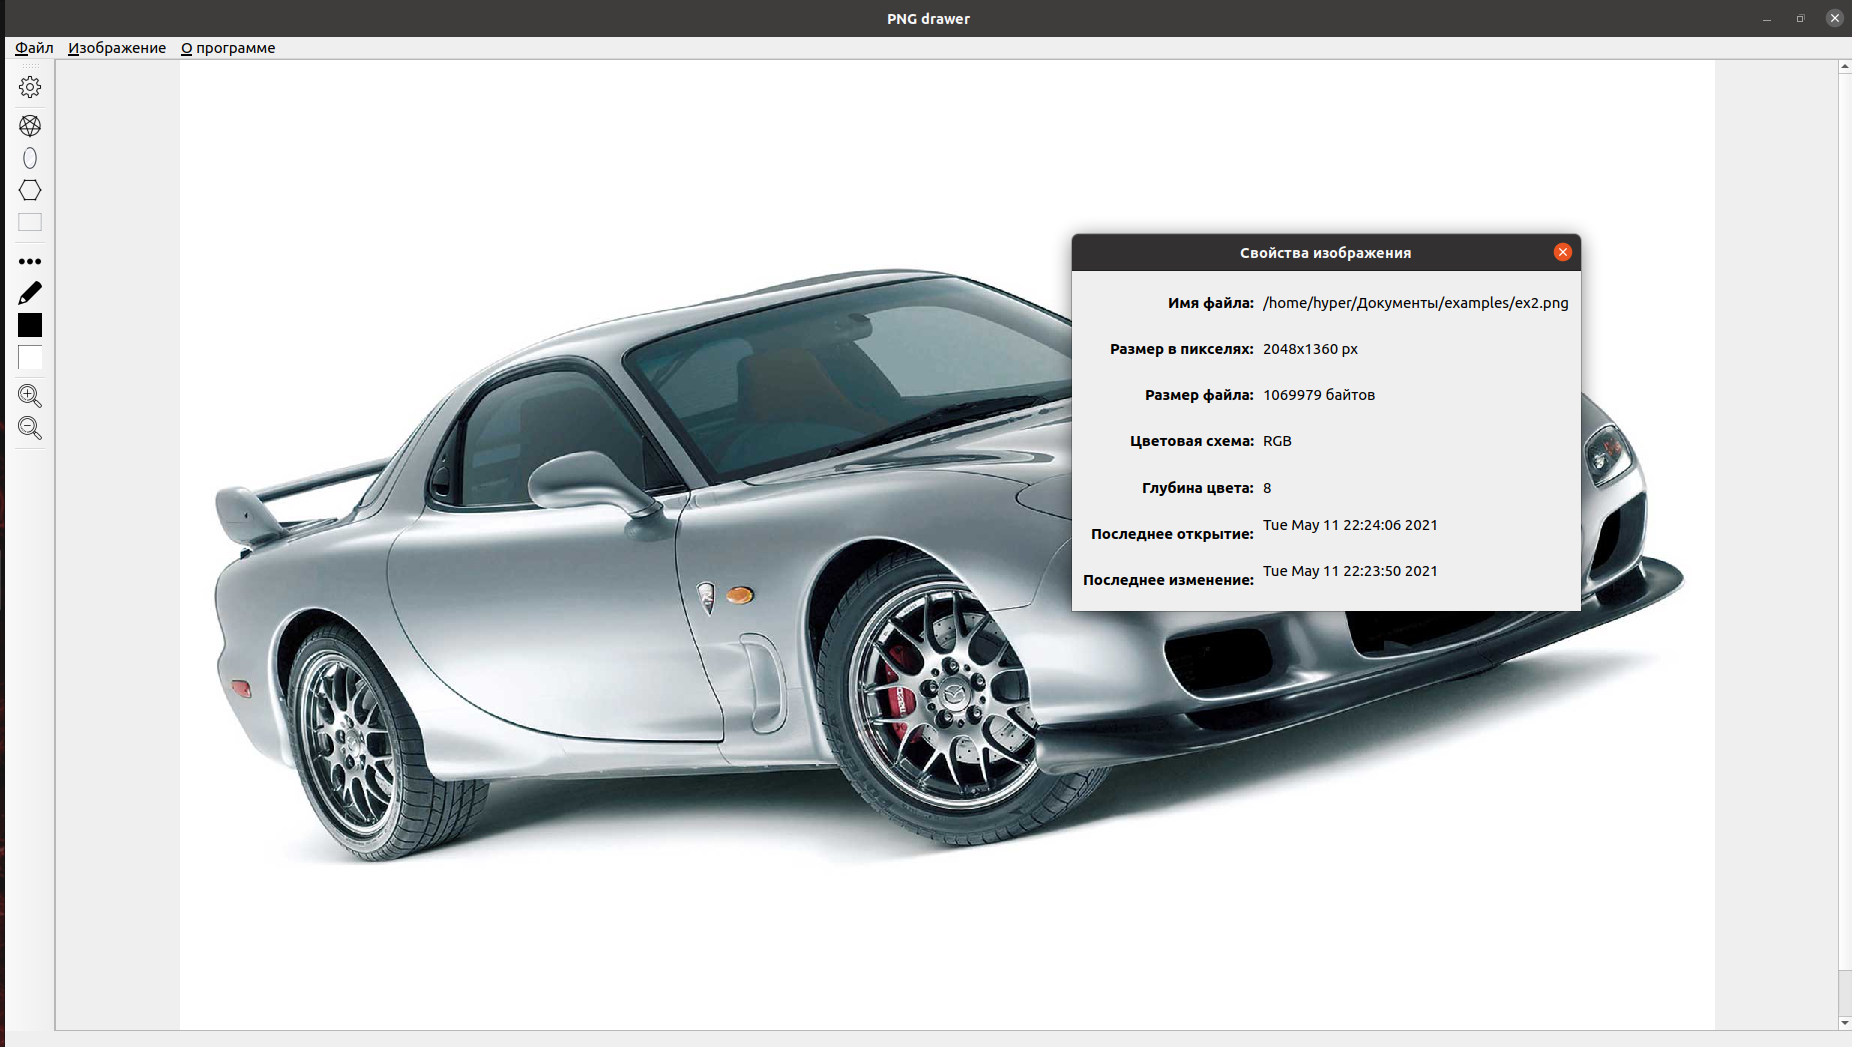 PNG drawer
Файл Изображение О программе
Свойства изображения
Имя файла: /home/hyper/Документы/examples/ex2.png
Размер в пикселях: 2048x1360 px
Размер файла: 1069979 байтов
Цветовая схема: RGB
Глубина цвета: 8
Последнее открытие: Tue May 11 22:24:06 2021
Последнее изменение: Tue May 11 22:23:50 2021